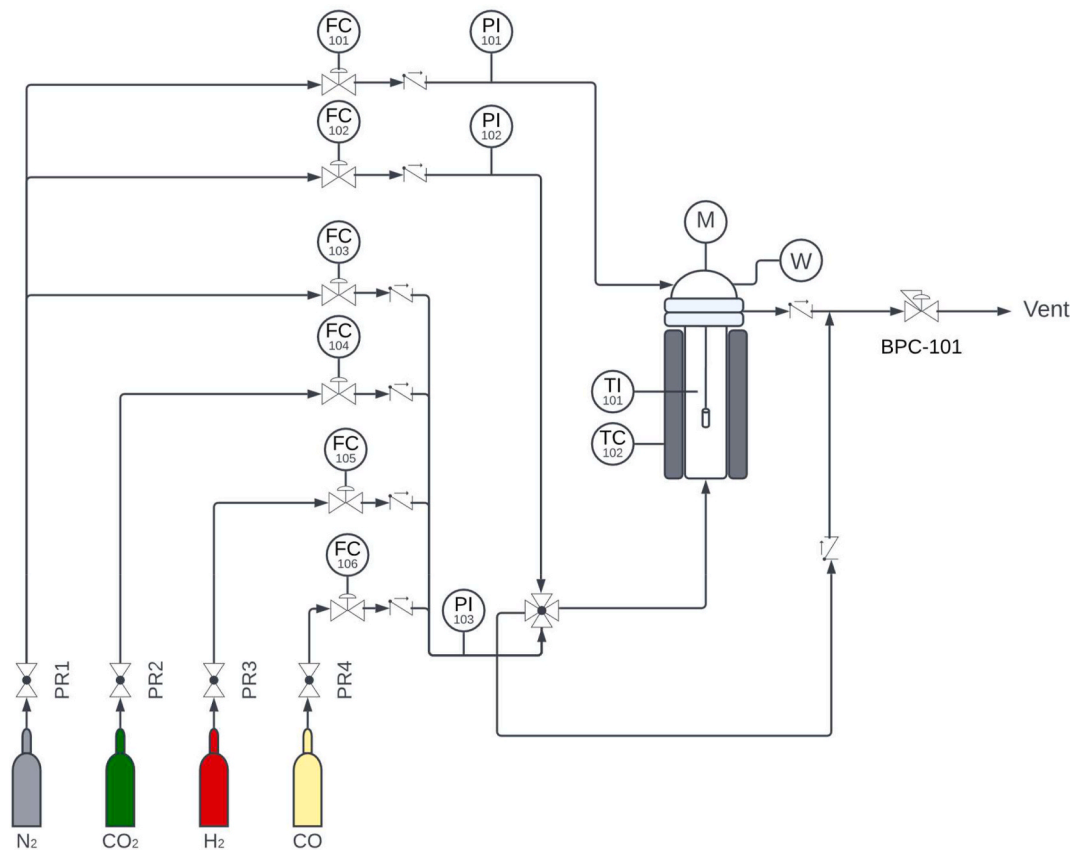 FC
101
PI
101
FC
102
PI
102
FC
103
M
W
Vent
BPC-101
FC
104
TI
101
TC
102
FC
105
FC
106
PI
103
PR1
PR2
PR3
PR4
N2
CO2
H2
CO